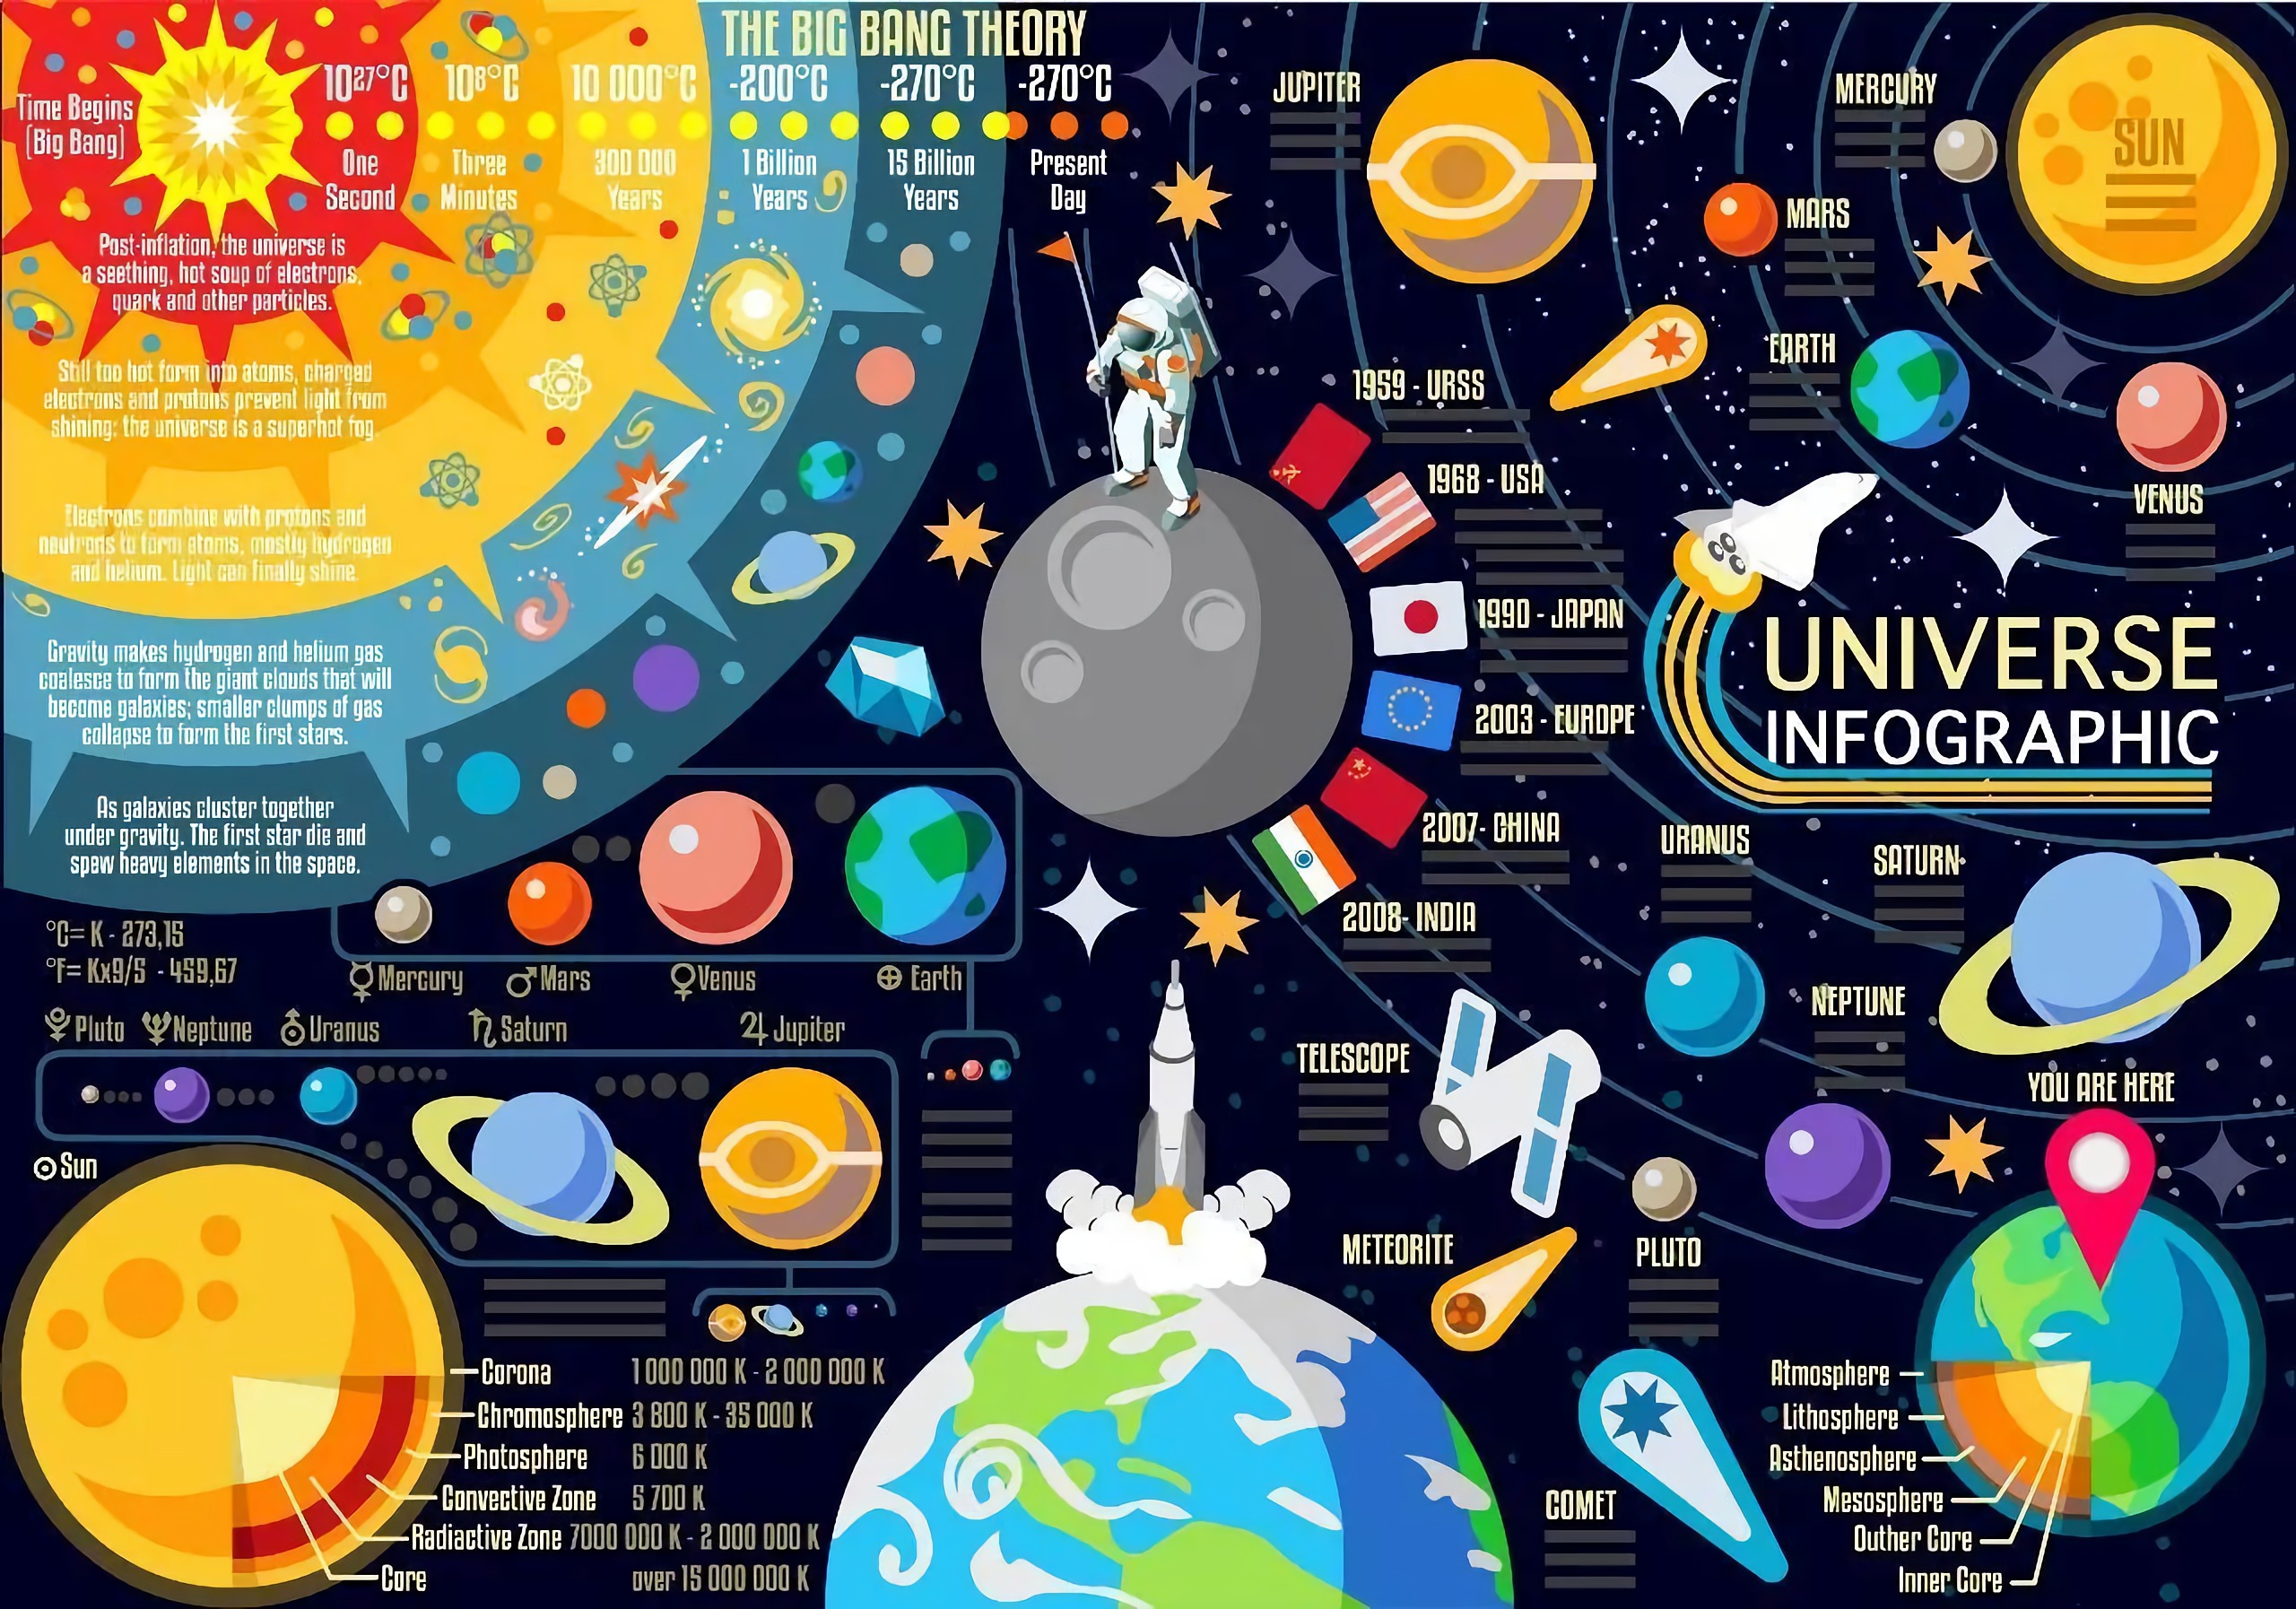 THE BIG BANG THEORY
Time Begins
(Big Bang)
10²⁷°C
One
Second
10⁸°C
Three
Minutes
10 000°C
300 000
Years
-200°C
1 Billion
Years
-270°C
15 Billion
Years
-270°C
Present
Day
Post-inflation, the universe is
a seething, hot soup of electrons,
quark and other particles.
Still too hot form into atoms, charged
electrons and protons prevent light from
shining: the universe is a superhot fog.
Electrons combine with protons and
neutrons to form atoms, mostly hydrogen
and helium. Light can finally shine.
Gravity makes hydrogen and helium gas
coalesce to form the giant clouds that will
become galaxies; smaller clumps of gas
collapse to form the first stars.
As galaxies cluster together
under gravity. The first star die and
spew heavy elements in the space.
°C= K - 273,15
°F= Kx9/5 - 459,67
☿ Mercury
♂ Mars
♀ Venus
⊕ Earth
Pluto
♆ Neptune
Uranus
♄ Saturn
♃ Jupiter
☉ Sun
Corona 1 000 000 K - 2 000 000 K
Chromosphere 3 800 K - 35 000 K
Photosphere 6 000 K
Convective Zone 5 700 K
Radiactive Zone 7000 000 K - 2 000 000 K
Core over 15 000 000 K
JUPITER
MERCURY
SUN
MARS
EARTH
VENUS
1959 - URSS
1968 - USA
1990 - JAPAN
2003 - EUROPE
2007- CHINA
2008- INDIA
UNIVERSE
INFOGRAPHIC
URANUS
SATURN
NEPTUNE
TELESCOPE
YOU ARE HERE
METEORITE
PLUTO
COMET
Atmosphere
Lithosphere
Asthenosphere
Mesosphere
Outher Core
Inner Core